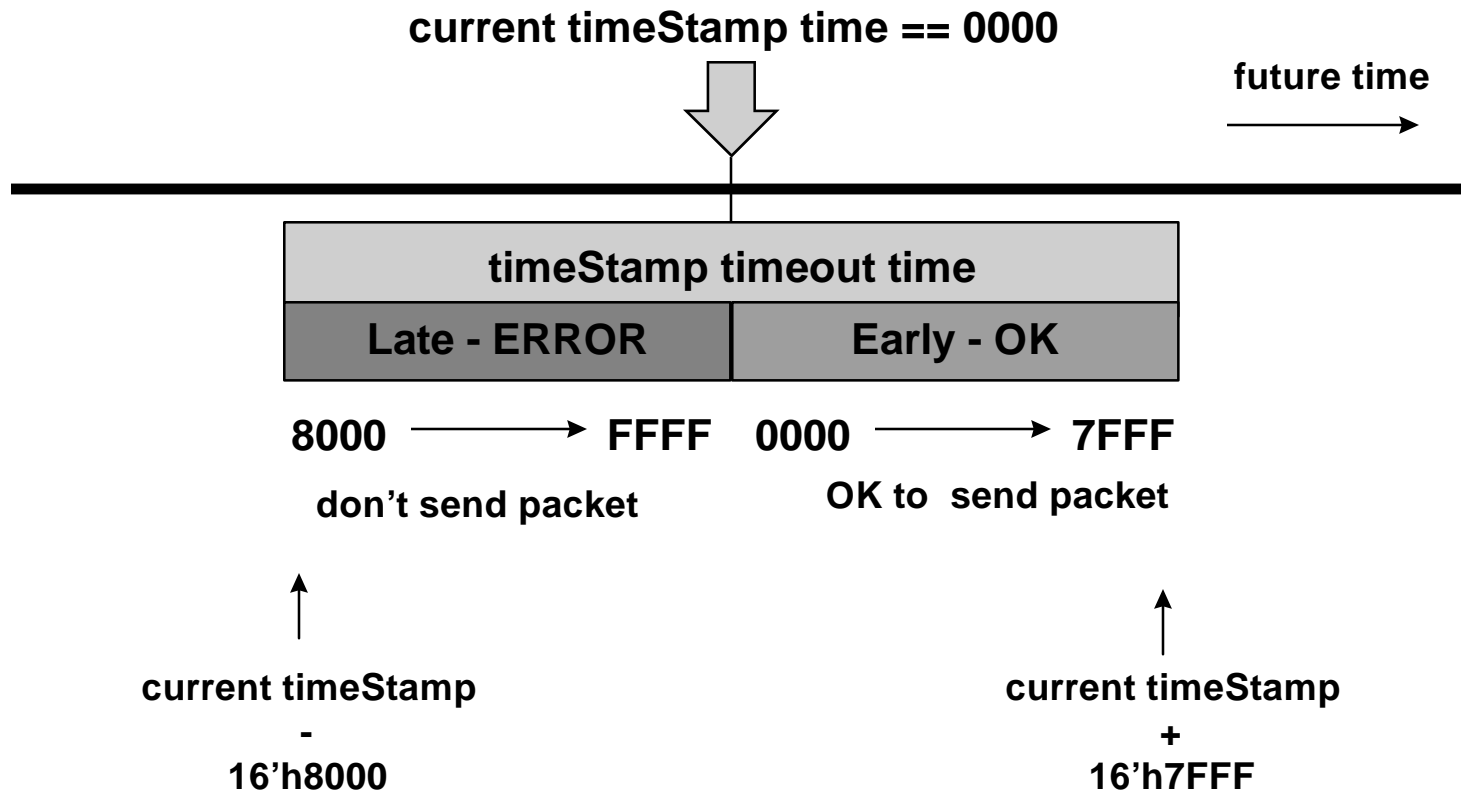 current timeStamp time == 0000
future time
timeStamp timeout time
Late - ERROR
Early - OK
8000
FFFF
0000
7FFF
don’t send packet
OK to send packet
current timeStamp
-
16’h8000
current timeStamp
+
16’h7FFF